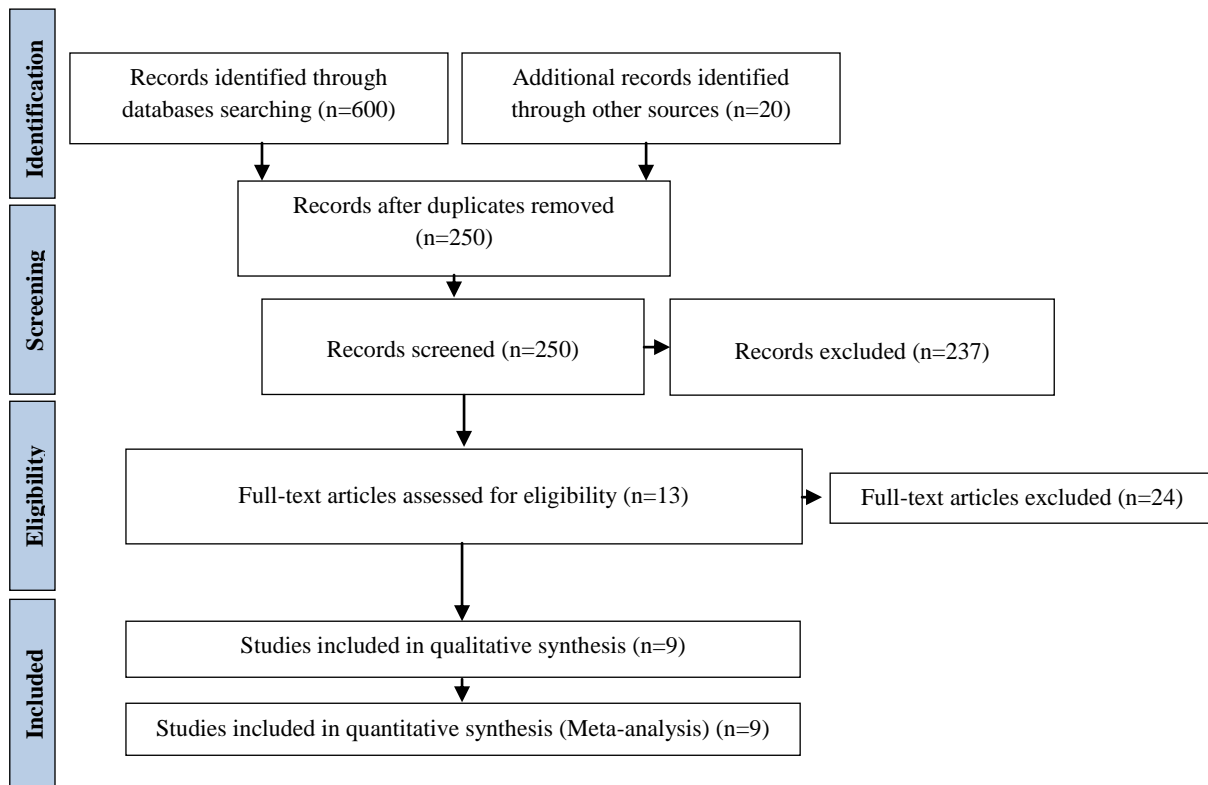 Identification
Records identified through
databases searching (n=600)
Additional records identified
through other sources (n=20)
Records after duplicates removed
(n=250)
Screening
Records screened (n=250)
Records excluded (n=237)
Eligibility
Full-text articles assessed for eligibility (n=13)
Full-text articles excluded (n=24)
Included
Studies included in qualitative synthesis (n=9)
Studies included in quantitative synthesis (Meta-analysis) (n=9)